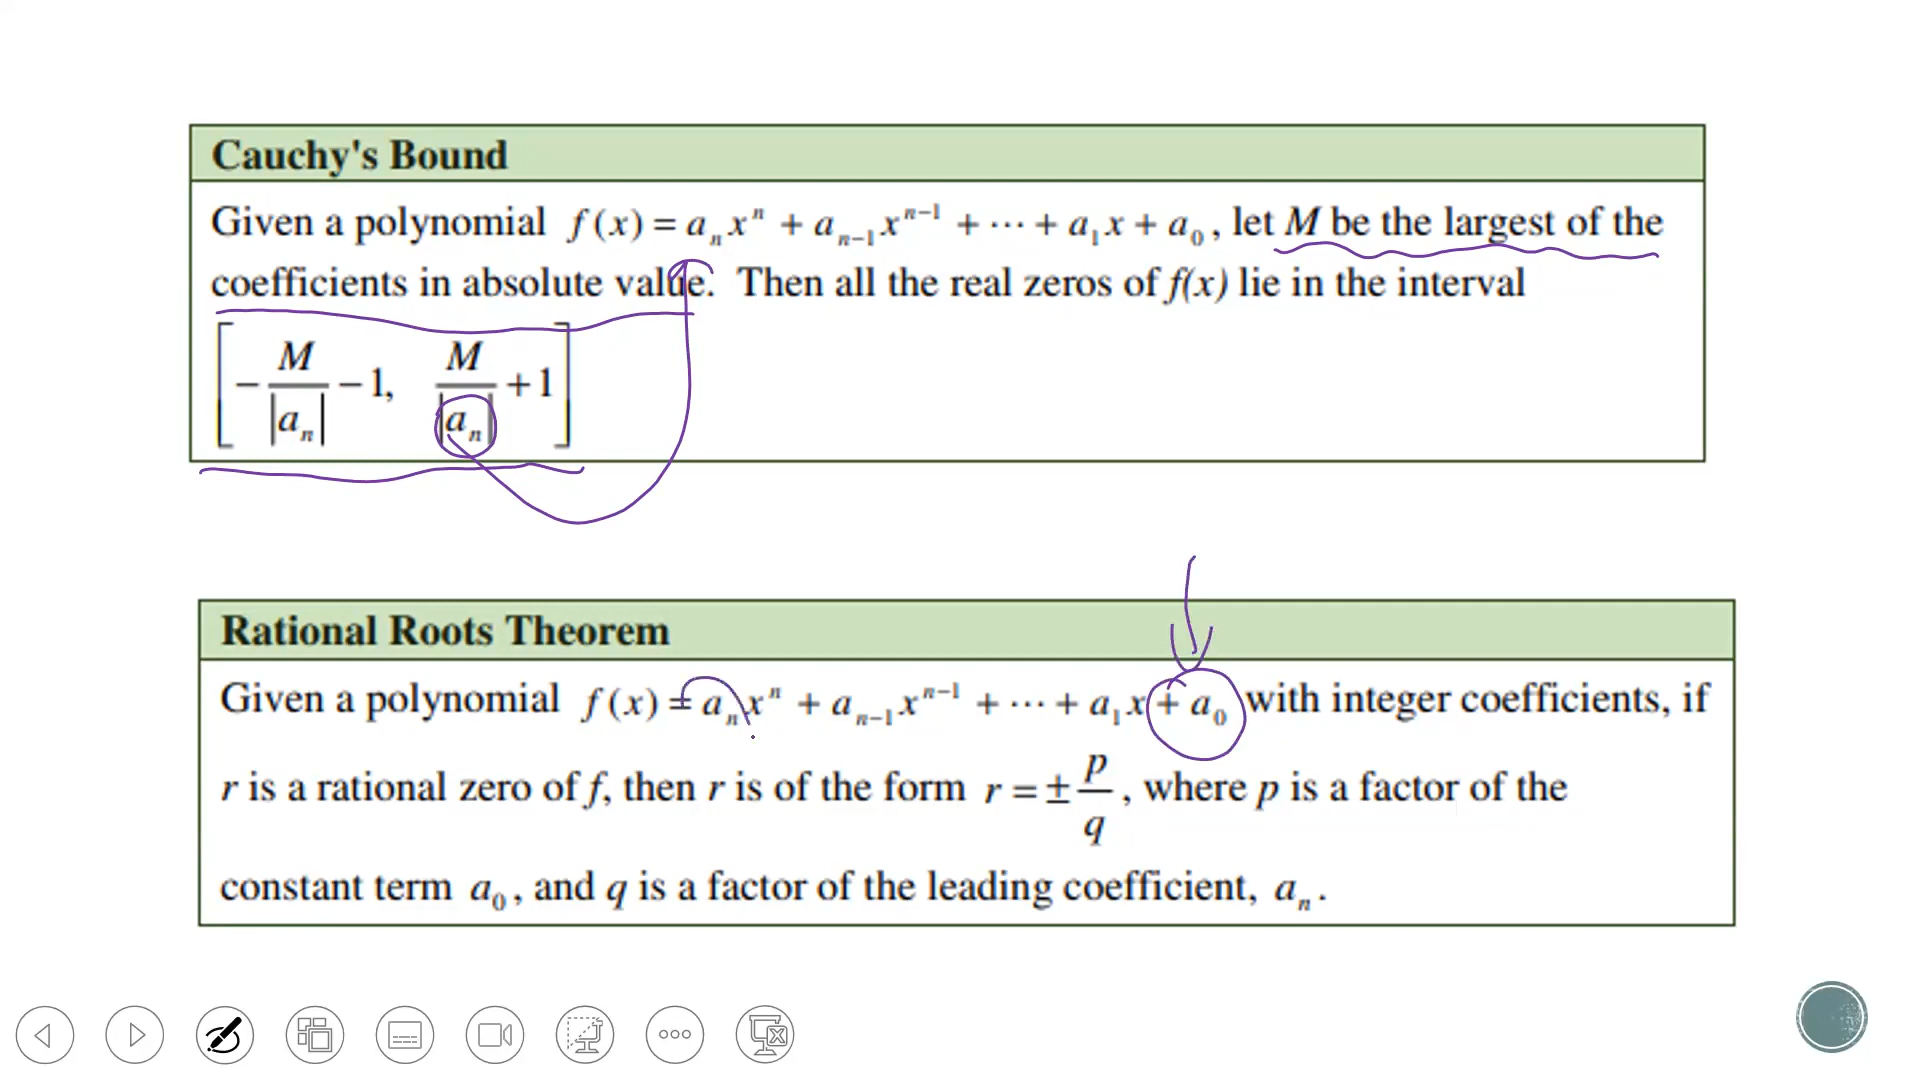 Cauchy's Bound
Given a polynomial f(x) = aₙxⁿ + aₙ₋₁xⁿ⁻¹ + ⋯ + a₁x + a₀, let M be the largest of the
coefficients in absolute value. Then all the real zeros of f(x) lie in the interval
[−M/|aₙ| − 1, M/|aₙ| + 1]
Rational Roots Theorem
Given a polynomial f(x) = aₙxⁿ + aₙ₋₁xⁿ⁻¹ + ⋯ + a₁x + a₀ with integer coefficients, if
r is a rational zero of f, then r is of the form r = ± p/q, where p is a factor of the
constant term a₀, and q is a factor of the leading coefficient, aₙ.